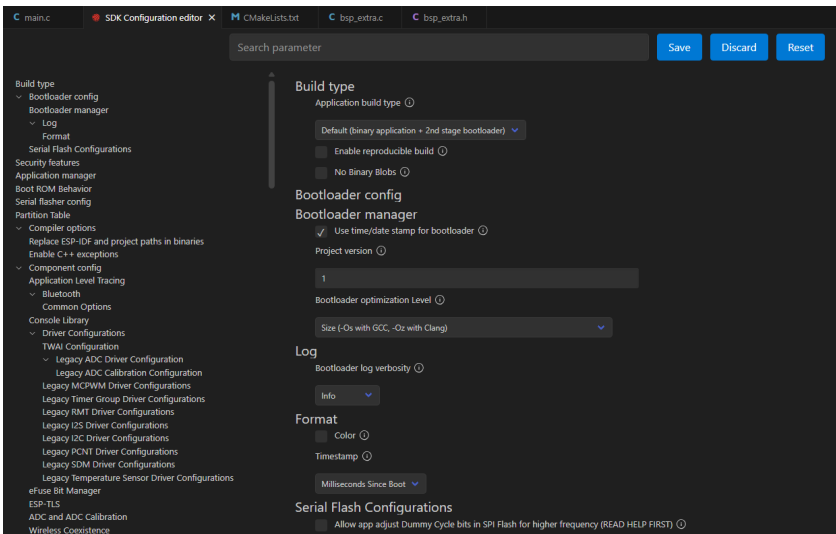 C main.c
SDK Configuration editor ×
M CMakeLists.txt
C bsp_extra.c
C bsp_extra.h
Search parameter
Save
Discard
Reset
Build type
Bootloader config
Bootloader manager
Log
Format
Serial Flash Configurations
Security features
Application manager
Boot ROM Behavior
Serial flasher config
Partition Table
Compiler options
Replace ESP-IDF and project paths in binaries
Enable C++ exceptions
Component config
Application Level Tracing
Bluetooth
Common Options
Console Library
Driver Configurations
TWAI Configuration
Legacy ADC Driver Configuration
Legacy ADC Calibration Configuration
Legacy MCPWM Driver Configurations
Legacy Timer Group Driver Configurations
Legacy RMT Driver Configurations
Legacy I2S Driver Configurations
Legacy I2C Driver Configurations
Legacy PCNT Driver Configurations
Legacy SDM Driver Configurations
Legacy Temperature Sensor Driver Configurations
eFuse Bit Manager
ESP-TLS
ADC and ADC Calibration
Wireless Coexistence
Build type
Application build type
Default (binary application + 2nd stage bootloader)
Enable reproducible build
No Binary Blobs
Bootloader config
Bootloader manager
Use time/date stamp for bootloader
Project version
1
Bootloader optimization Level
Size (-Os with GCC, -Oz with Clang)
Log
Bootloader log verbosity
Info
Format
Color
Timestamp
Milliseconds Since Boot
Serial Flash Configurations
Allow app adjust Dummy Cycle bits in SPI Flash for higher frequency (READ HELP FIRST)